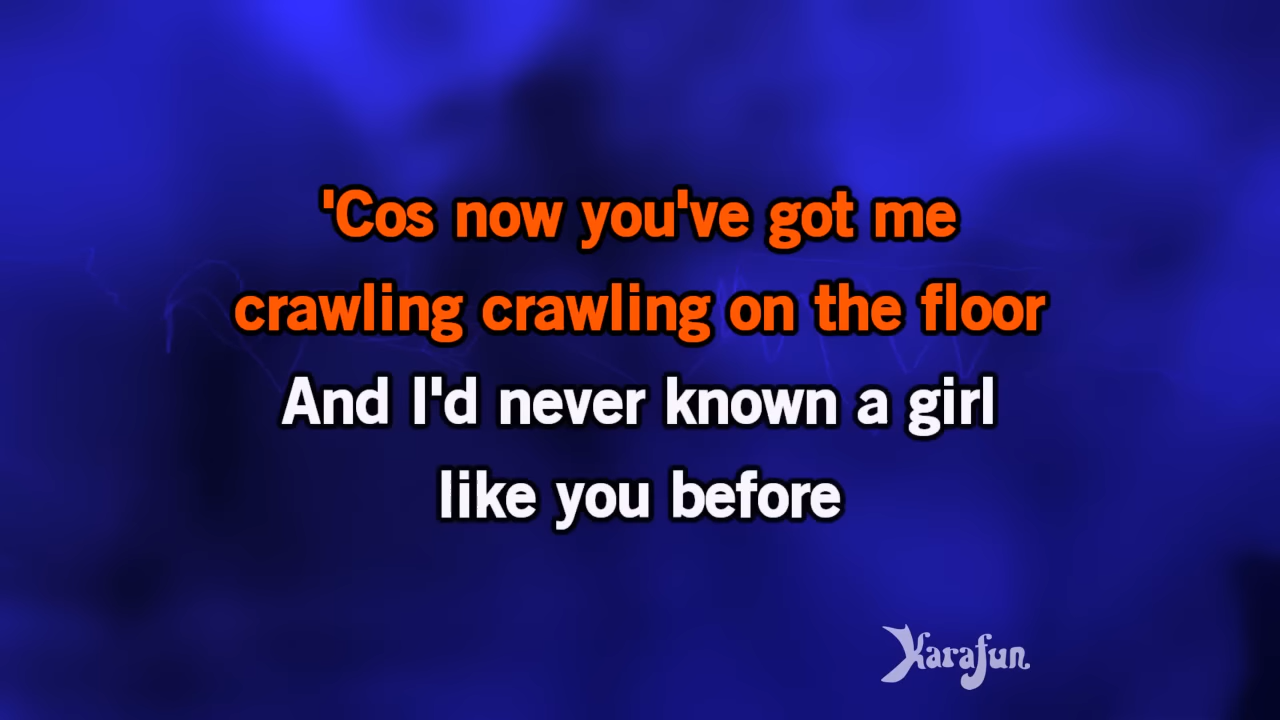 'Cos now you've got me
crawling crawling on the floor
And I'd never known a girl
like you before
Karafun